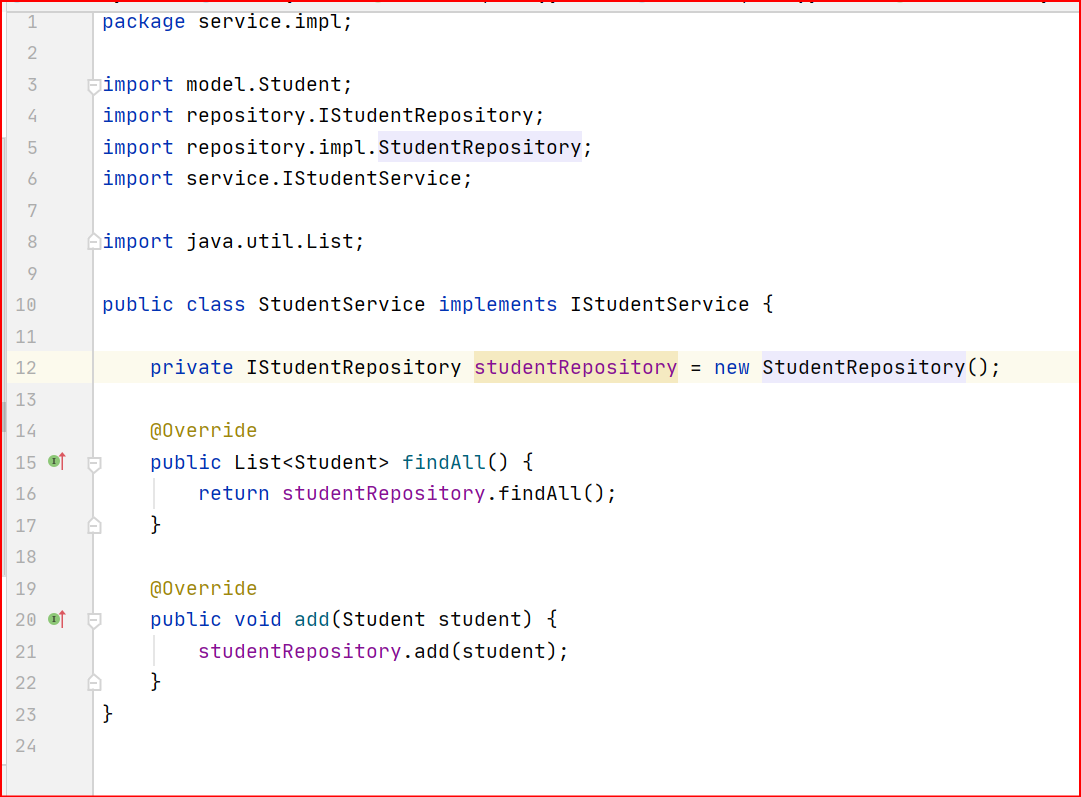 1 package service.impl;
2
3 import model.Student;
4 import repository.IStudentRepository;
5 import repository.impl.StudentRepository;
6 import service.IStudentService;
7
8 import java.util.List;
9
10 public class StudentService implements IStudentService {
11
12     private IStudentRepository studentRepository = new StudentRepository();
13
14     @Override
15     public List<Student> findAll() {
16         return studentRepository.findAll();
17     }
18
19     @Override
20     public void add(Student student) {
21         studentRepository.add(student);
22     }
23 }
24